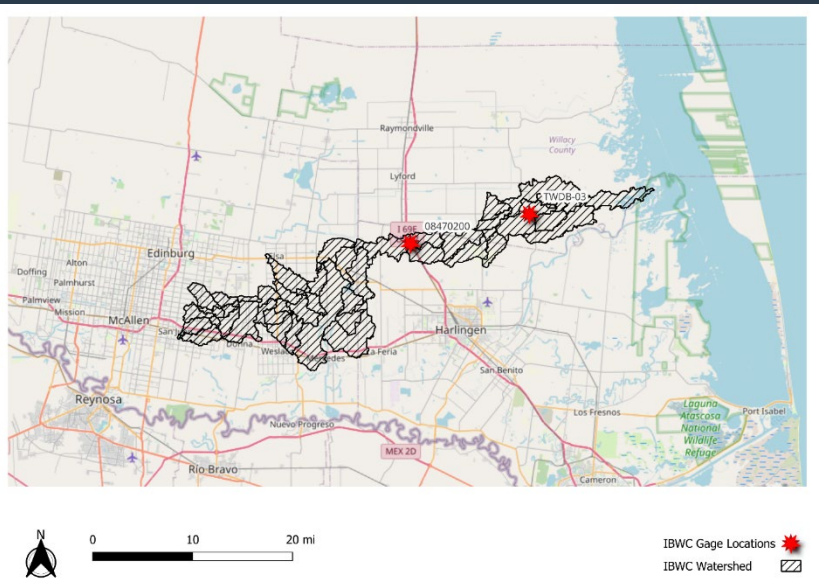 Raymondville
Willacy
County
Lyford
TWDB-03
I 69E
08470200
Edinburg
Alton
Doffing
Palmhurst
Palmview
Mission
McAllen
Harlingen
La Feria
Mercedes
San Benito
Reynosa
Nuevo Progreso
Los Fresnos
Laguna
Atascosa
National
Wildlife
Refuge
Port Isabel
MEX 2D
Río Bravo
Cameron
N
0 10 20 mi
IBWC Gage Locations
IBWC Watershed